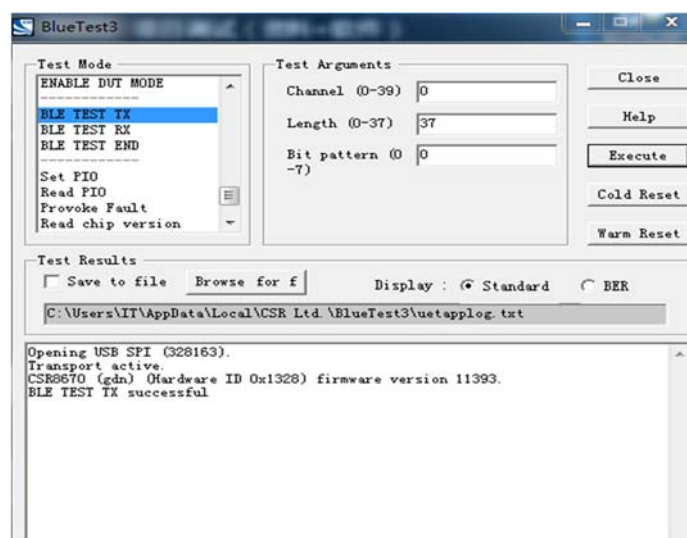 BlueTest3
Test Mode
ENABLE DUT MODE
------------
BLE TEST TX
BLE TEST RX
BLE TEST END
------------
Set PIO
Read PIO
Provoke Fault
Read chip version
Test Arguments
Channel (0-39) 0
Length (0-37) 37
Bit pattern (0
-7) 0
Close
Help
Execute
Cold Reset
Warm Reset
Test Results
Save to file Browse for f Display : Standard BER
C:\Users\IT\AppData\Local\CSR Ltd.\BlueTest3\uetapplog.txt
Opening USB SPI (328163).
Transport active.
CSR8670 (gdn) (Hardware ID 0x1328) firmware version 11393.
BLE TEST TX successful